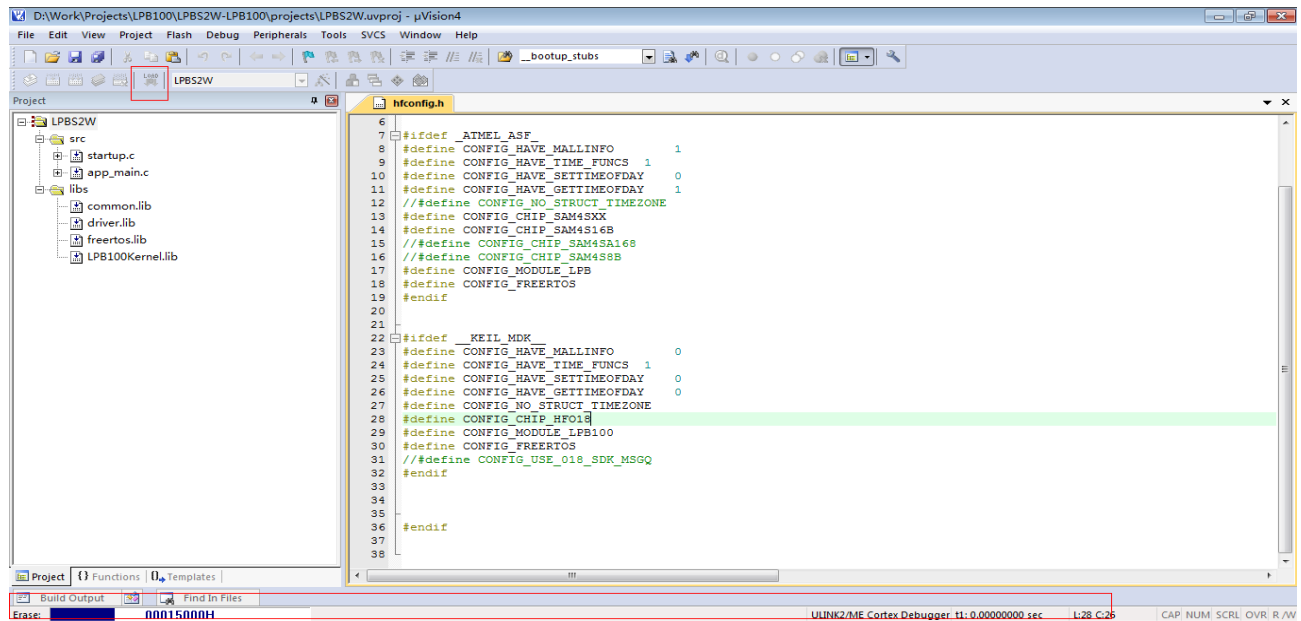 D:\Work\Projects\LPB100\LPBS2W-LPB100\projects\LPBS2W.uvproj - µVision4
File Edit View Project Flash Debug Peripherals Tools SVCS Window Help
__bootup_stubs
LOAD LPBS2W
Project
hfconfig.h
LPBS2W
src
startup.c
app_main.c
libs
common.lib
driver.lib
freertos.lib
LPB100Kernel.lib
6
7 #ifdef _ATMEL_ASF_
8 #define CONFIG_HAVE_MALLINFO 1
9 #define CONFIG_HAVE_TIME_FUNCS 1
10 #define CONFIG_HAVE_SETTIMEOFDAY 0
11 #define CONFIG_HAVE_GETTIMEOFDAY 1
12 //#define CONFIG_NO_STRUCT_TIMEZONE
13 #define CONFIG_CHIP_SAM4SXX
14 #define CONFIG_CHIP_SAM4S16B
15 //#define CONFIG_CHIP_SAM4SA16B
16 //#define CONFIG_CHIP_SAM4S8B
17 #define CONFIG_MODULE_LPB
18 #define CONFIG_FREERTOS
19 #endif
20
21
22 #ifdef __KEIL_MDK__
23 #define CONFIG_HAVE_MALLINFO 0
24 #define CONFIG_HAVE_TIME_FUNCS 1
25 #define CONFIG_HAVE_SETTIMEOFDAY 0
26 #define CONFIG_HAVE_GETTIMEOFDAY 0
27 #define CONFIG_NO_STRUCT_TIMEZONE
28 #define CONFIG_CHIP_HF018
29 #define CONFIG_MODULE_LPB100
30 #define CONFIG_FREERTOS
31 //#define CONFIG_USE_018_SDK_MSGQ
32 #endif
33
34
35
36 #endif
37
38
Project {} Functions 0 Templates
Build Output Find In Files
Erase: 00015000H ULINK2/ME Cortex Debugger t1: 0.00000000 sec L:28 C:26 CAP NUM SCRL OVR R/W